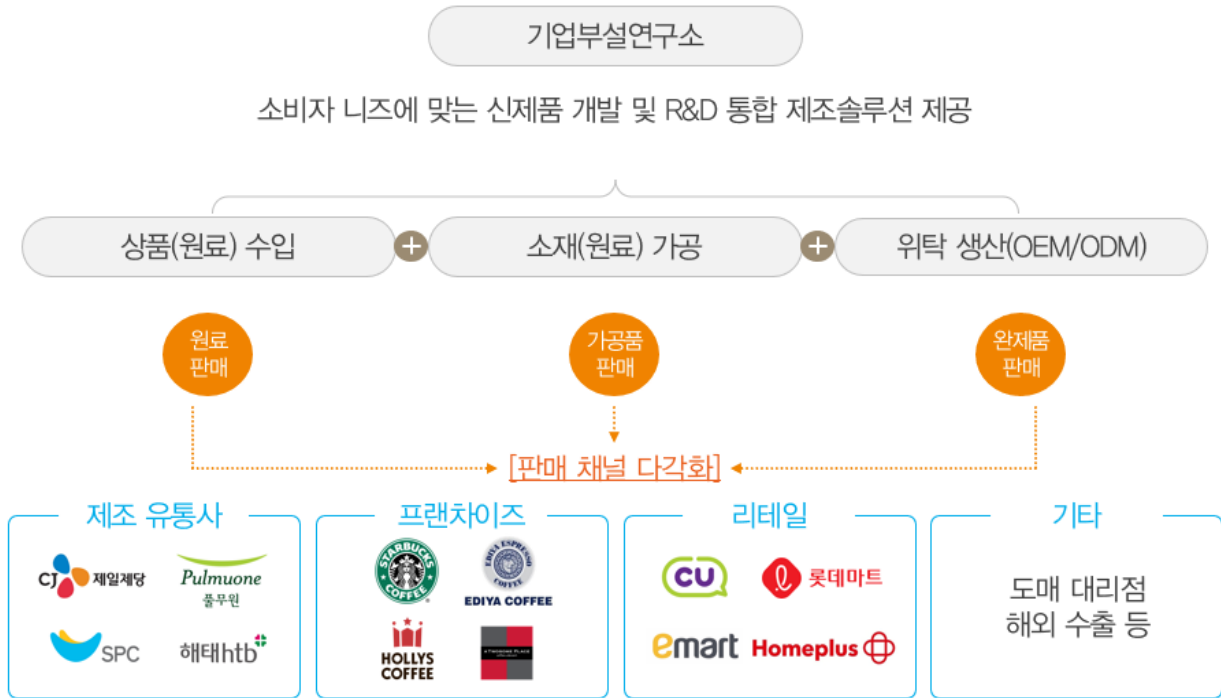 기업부설연구소
소비자 니즈에 맞는 신제품 개발 및 R&D 통합 제조솔루션 제공
상품(원료) 수입
소재(원료) 가공
위탁 생산(OEM/ODM)
원료
판매
가공품
판매
완제품
판매
[판매 채널 다각화]
제조 유통사
CJ 제일제당
Pulmuone
풀무원
SPC
해태htb
프랜차이즈
STARBUCKS
COFFEE
EDIYA ESPRESSO
COFFEE
EDIYA COFFEE
HOLLYS
COFFEE
A TWOSOME PLACE
리테일
CU
롯데마트
emart
Homeplus
기타
도매 대리점
해외 수출 등